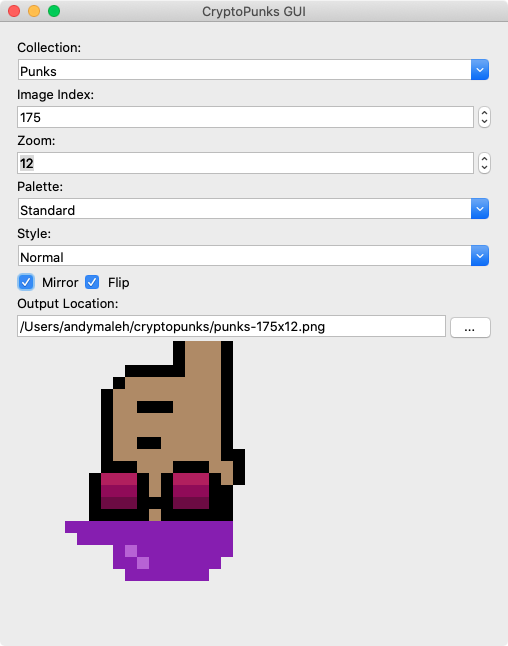 CryptoPunks GUI
Collection:
Punks
Image Index:
175
Zoom:
12
Palette:
Standard
Style:
Normal
Mirror Flip
Output Location:
/Users/andymaleh/cryptopunks/punks-175x12.png ...